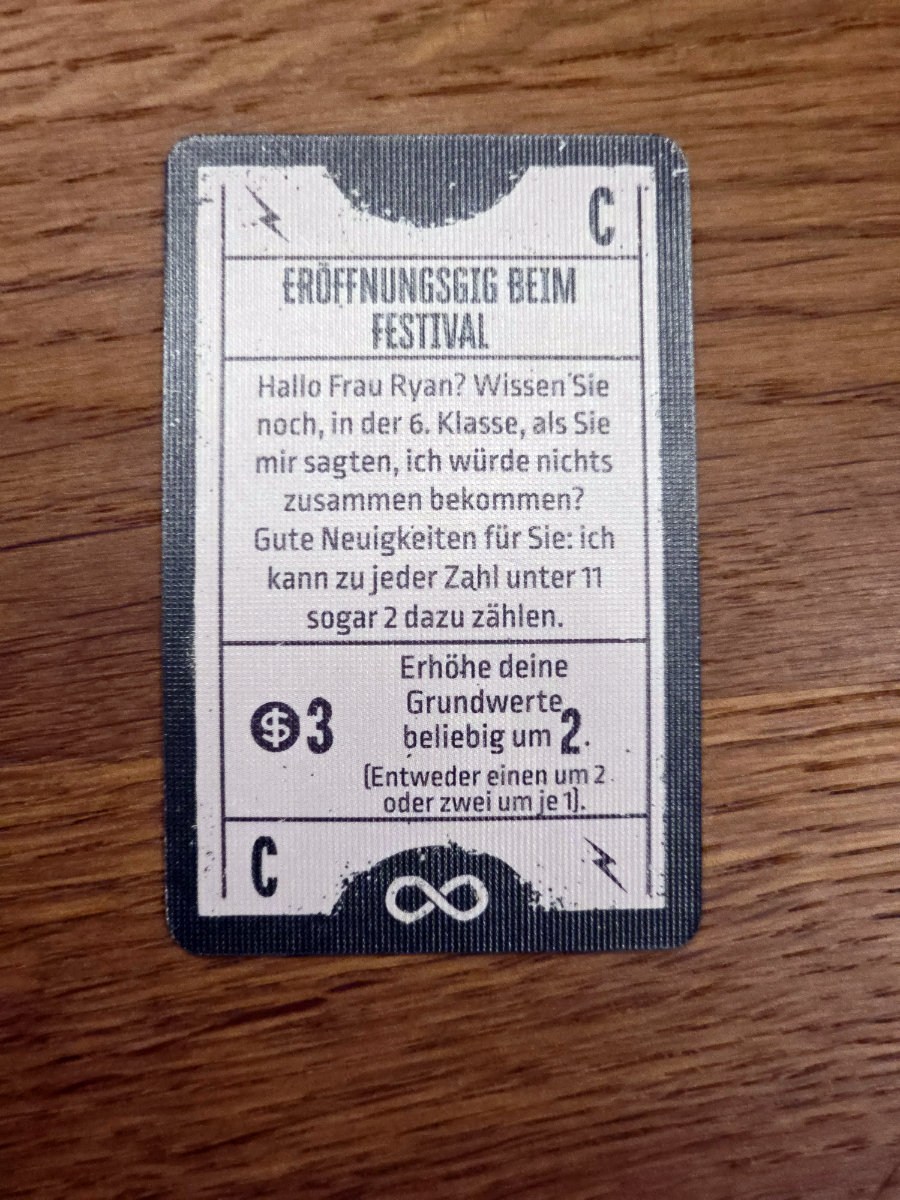 C
ERÖFFNUNGSGIG BEIM
FESTIVAL
Hallo Frau Ryan? Wissen Sie
noch, in der 6. Klasse, als Sie
mir sagten, ich würde nichts
zusammen bekommen?
Gute Neuigkeiten für Sie: ich
kann zu jeder Zahl unter 11
sogar 2 dazu zählen.
$ 3
Erhöhe deine
Grundwerte
beliebig um 2.
(Entweder einen um 2
oder zwei um je 1).
C
∞